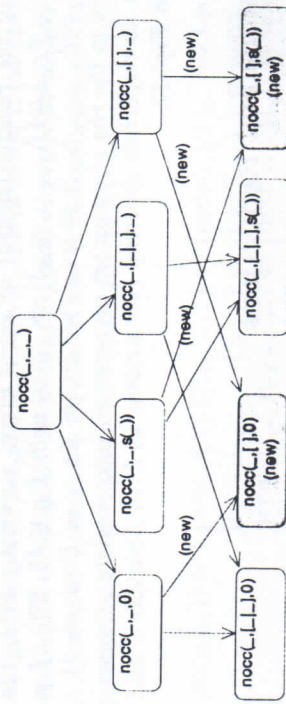 nocc(_,_,_)
nocc(_,_,0)
nocc(_,_,s(_))
nocc(_,[_|_],_)
nocc(_,[ ],_)
(new)
(new)
(new)
(new)
nocc(_,[_|_],0)
nocc(_,[ ],0)
(new)
nocc(_,[_|_],s(_))
nocc(_,[ ],s(_))
(new)